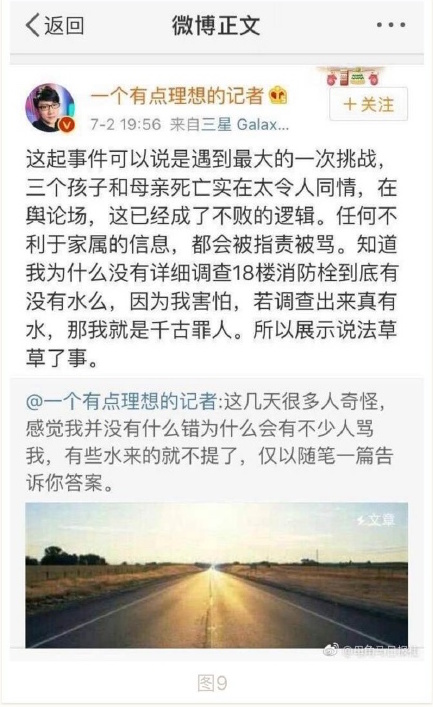 返回
微博正文
一个有点理想的记者
7-2 19:56 来自三星 Galax...
+关注
这起事件可以说是遇到最大的一次挑战，
三个孩子和母亲死亡实在太令人同情，在
舆论场，这已经成了不败的逻辑。任何不
利于家属的信息，都会被指责被骂。知道
我为什么没有详细调查18楼消防栓到底有
没有水么，因为我害怕，若调查出来真有
水，那我就是千古罪人。所以展示说法草
草了事。
@一个有点理想的记者:这几天很多人奇怪，
感觉我并没有什么错为什么会有不少人骂
我，有些水来的就不提了，仅以随笔一篇告
诉你答案。
文章
图9